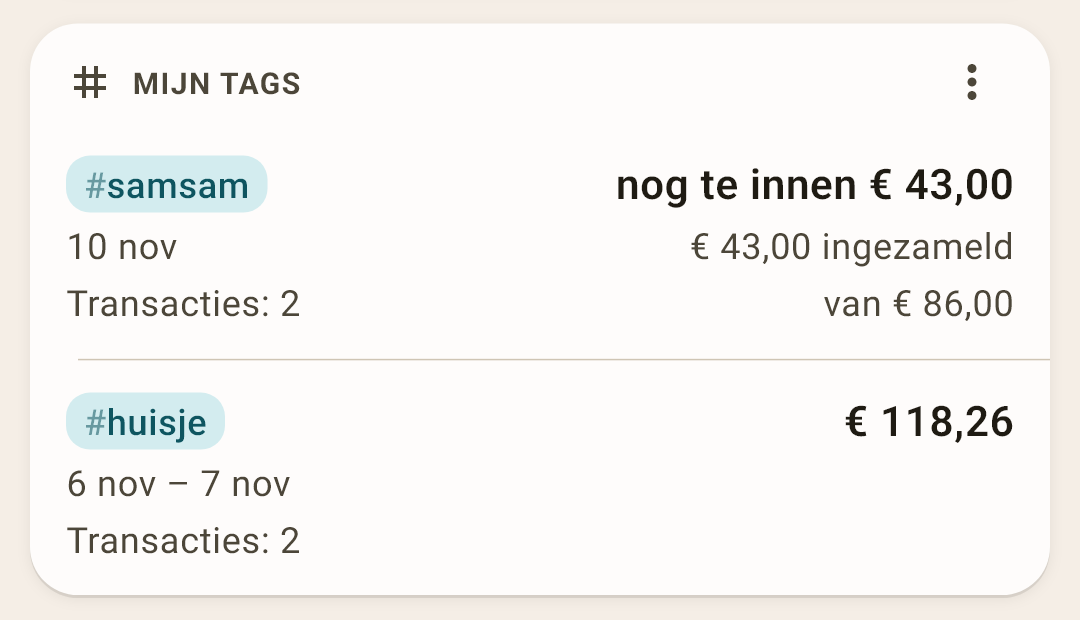 # MIJN TAGS
#samsam nog te innen € 43,00
10 nov € 43,00 ingezameld
Transacties: 2 van € 86,00
#huisje € 118,26
6 nov – 7 nov
Transacties: 2